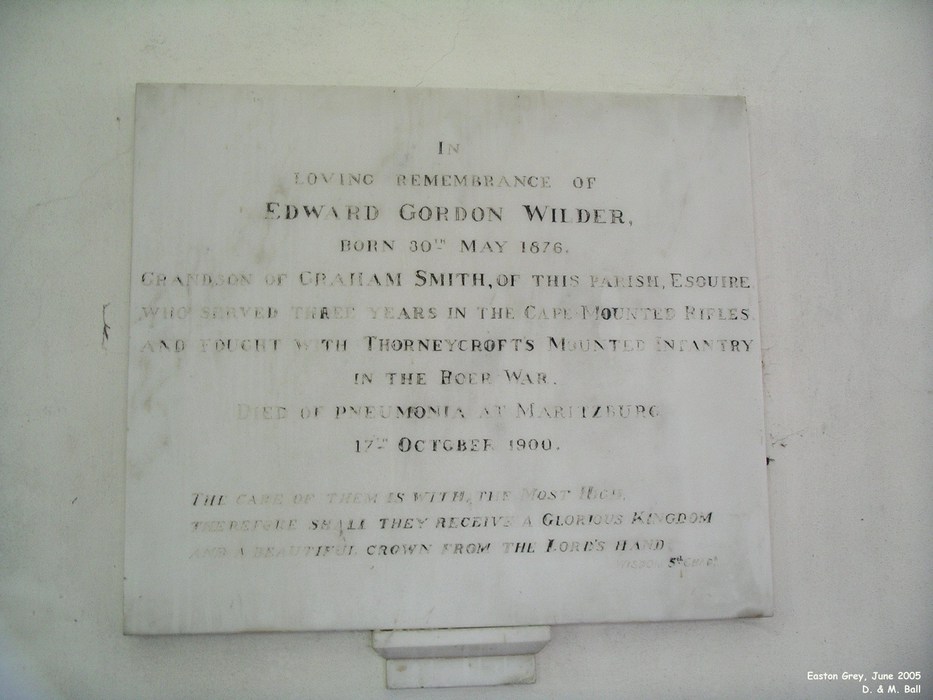 IN
LOVING REMEMBRANCE OF
EDWARD GORDON WILDER,
BORN 30TH MAY 1876.
GRANDSON OF GRAHAM SMITH, OF THIS PARISH, ESQUIRE
WHO SERVED THREE YEARS IN THE CAPE MOUNTED RIFLES
AND FOUGHT WITH THORNEYCROFTS MOUNTED INFANTRY
IN THE BOER WAR.
DIED OF PNEUMONIA AT MARITZBURG
17TH OCTOBER 1900.
THE CARE OF THEM IS WITH THE MOST HIGH,
THEREFORE SHALL THEY RECEIVE A GLORIOUS KINGDOM
AND A BEAUTIFUL CROWN FROM THE LORD'S HAND
WISDOM 5TH
Easton Grey, June 2005
D. & M. Ball